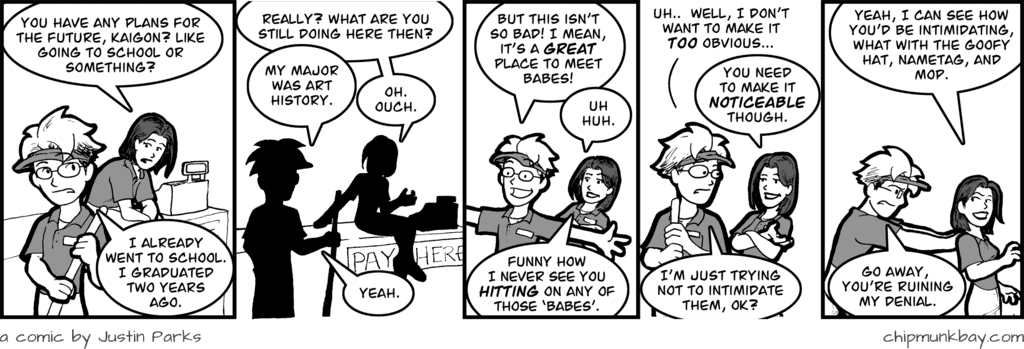 YOU HAVE ANY PLANS FOR
THE FUTURE, KAIGON? LIKE
GOING TO SCHOOL OR
SOMETHING?
I ALREADY
WENT TO SCHOOL.
I GRADUATED
TWO YEARS
AGO.
REALLY? WHAT ARE YOU
STILL DOING HERE THEN?
MY MAJOR
WAS ART
HISTORY.
OH.
OUCH.
YEAH.
PAY HERE
BUT THIS ISN'T
SO BAD! I MEAN,
IT'S A GREAT
PLACE TO MEET
BABES!
UH
HUH.
FUNNY HOW
I NEVER SEE YOU
HITTING ON ANY OF
THOSE 'BABES'.
UH.. WELL, I DON'T
WANT TO MAKE IT
TOO OBVIOUS...
YOU NEED
TO MAKE IT
NOTICEABLE
THOUGH.
I'M JUST TRYING
NOT TO INTIMIDATE
THEM, OK?
YEAH, I CAN SEE HOW
YOU'D BE INTIMIDATING,
WHAT WITH THE GOOFY
HAT, NAMETAG, AND
MOP.
GO AWAY,
YOU'RE RUINING
MY DENIAL.
a comic by Justin Parks
chipmunkbay.com